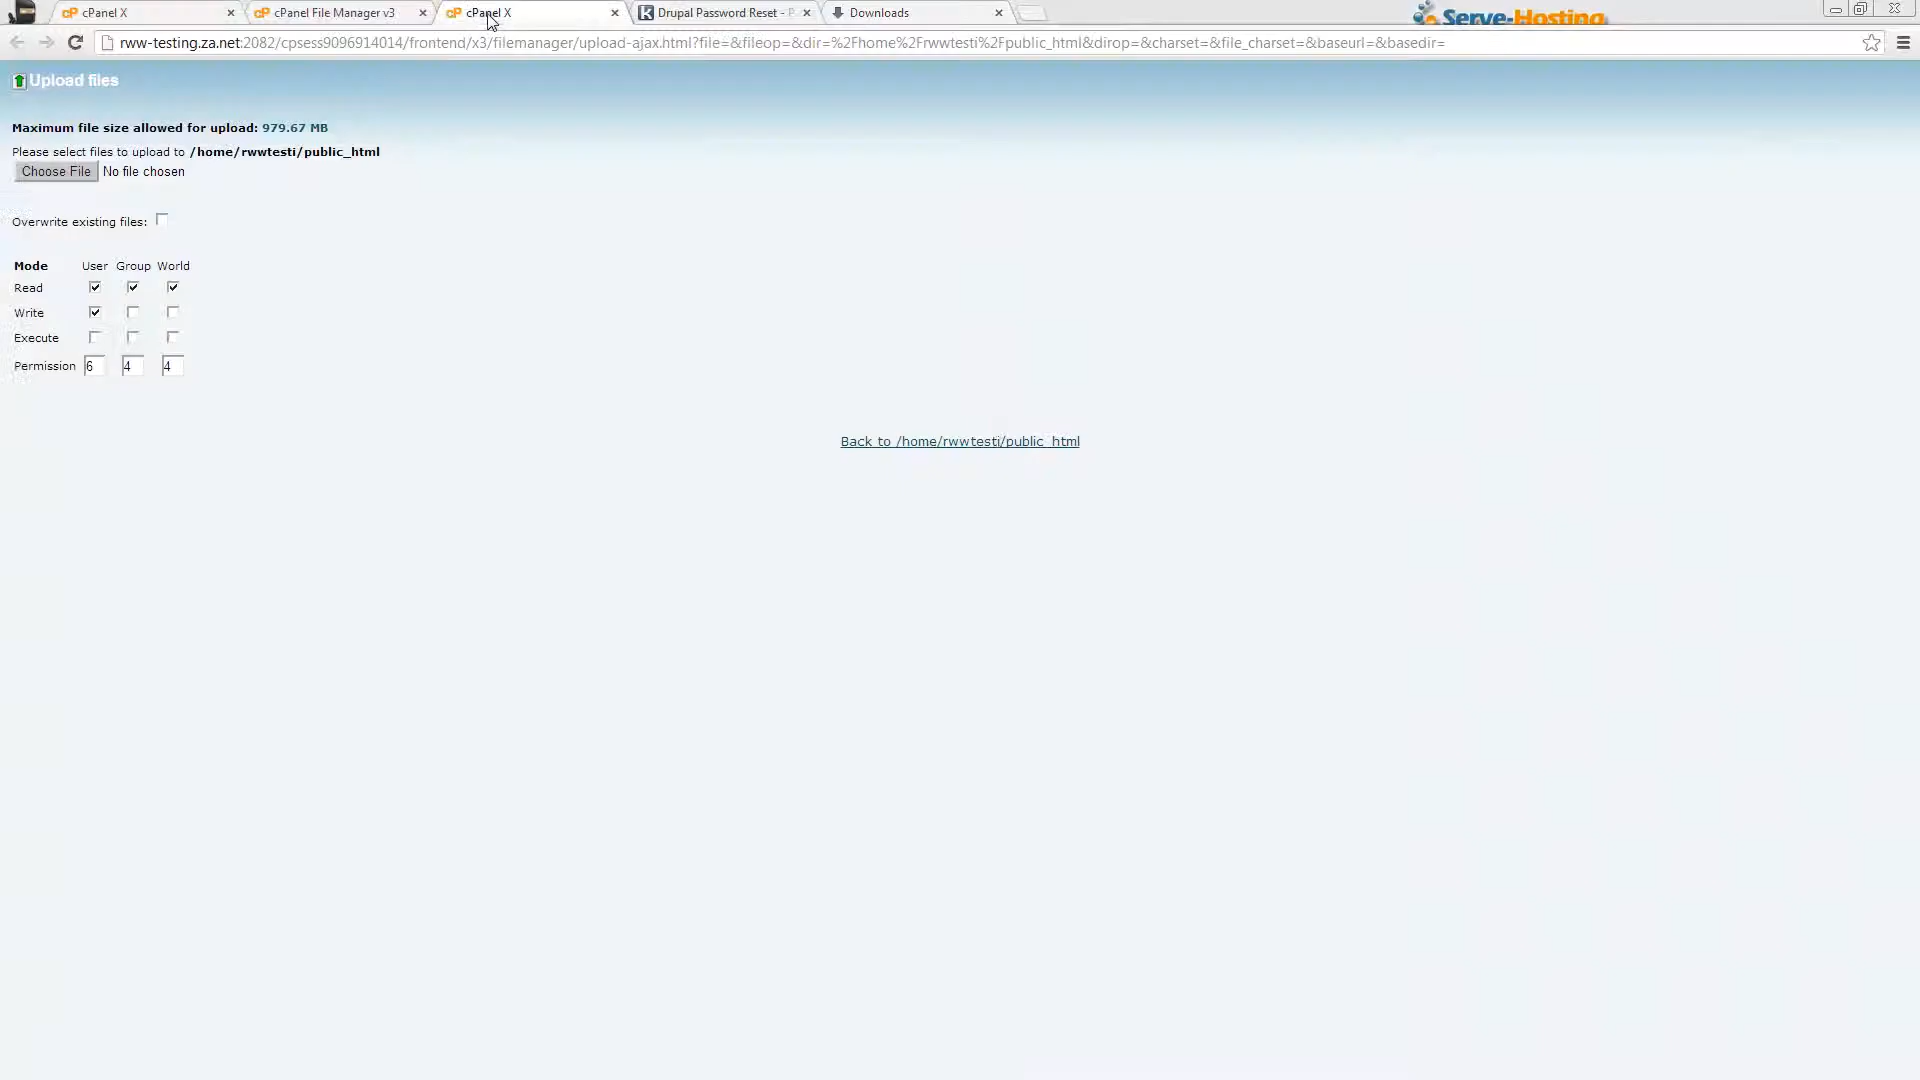 cPanel X
cPanel File Manager v3
cPanel X
Drupal Password Reset - P
Downloads
Serve-Hosting
rww-testing.za.net:2082/cpsess9096914014/frontend/x3/filemanager/upload-ajax.html?file=&fileop=&dir=%2Fhome%2Frwwtesti%2Fpublic_html&dirop=&charset=&file_charset=&baseurl=&basedir=
Upload files
Maximum file size allowed for upload: 979.67 MB
Please select files to upload to /home/rwwtesti/public_html
Choose File No file chosen
Overwrite existing files:
Mode User Group World
Read
Write
Execute
Permission 6 4 4
Back to /home/rwwtesti/public_html